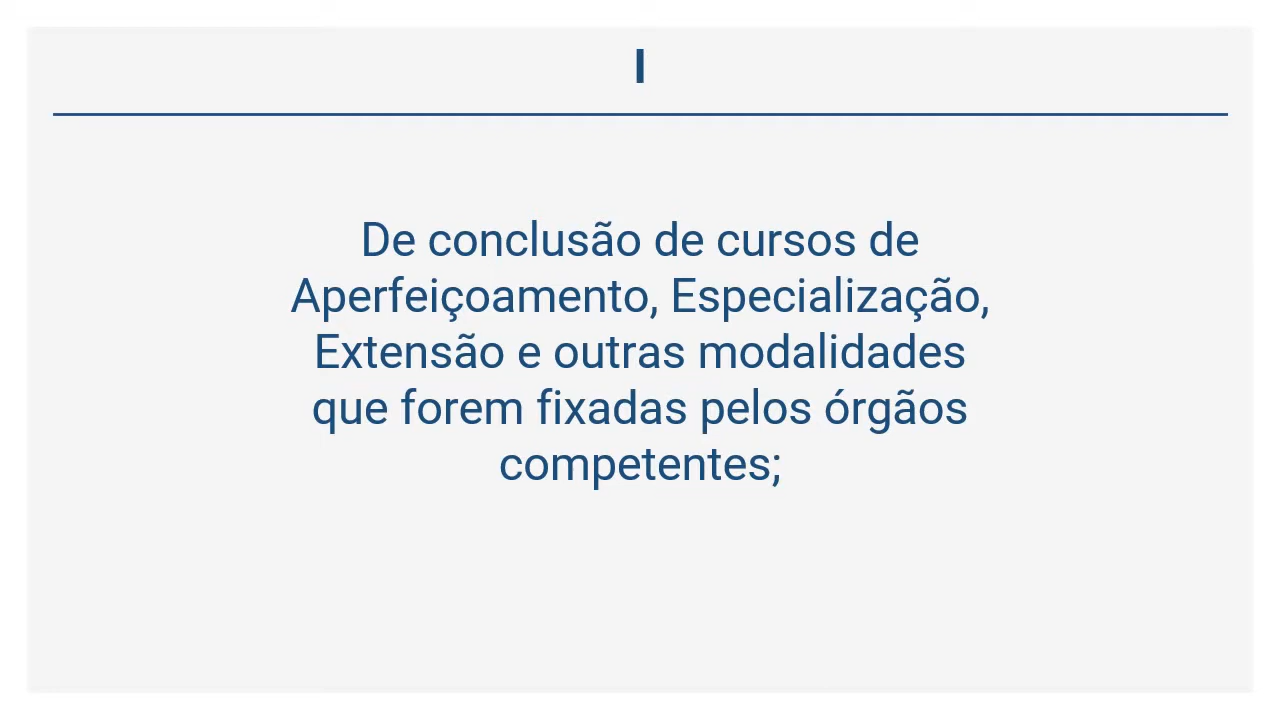 I
De conclusão de cursos de
Aperfeiçoamento, Especialização,
Extensão e outras modalidades
que forem fixadas pelos órgãos
competentes;